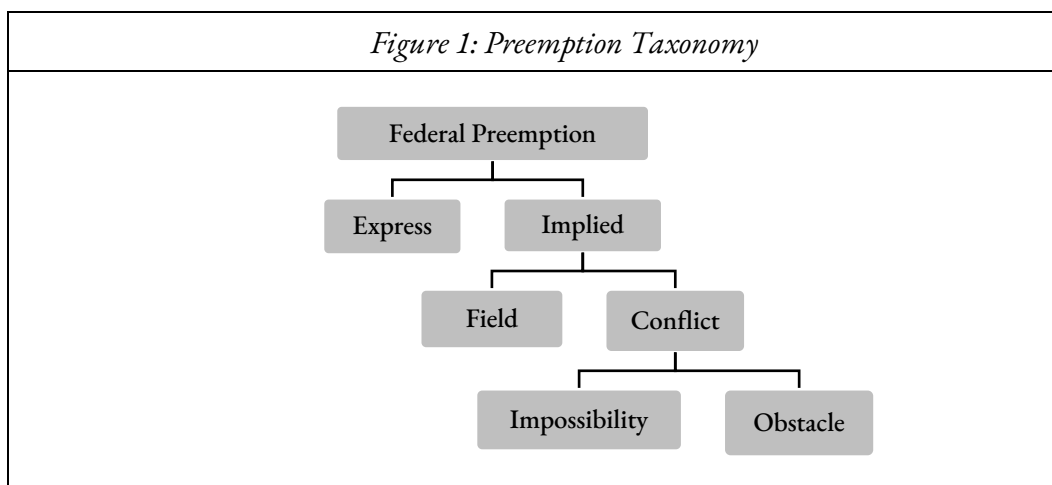 Figure 1: Preemption Taxonomy
Federal Preemption
Express
Implied
Field
Conflict
Impossibility
Obstacle